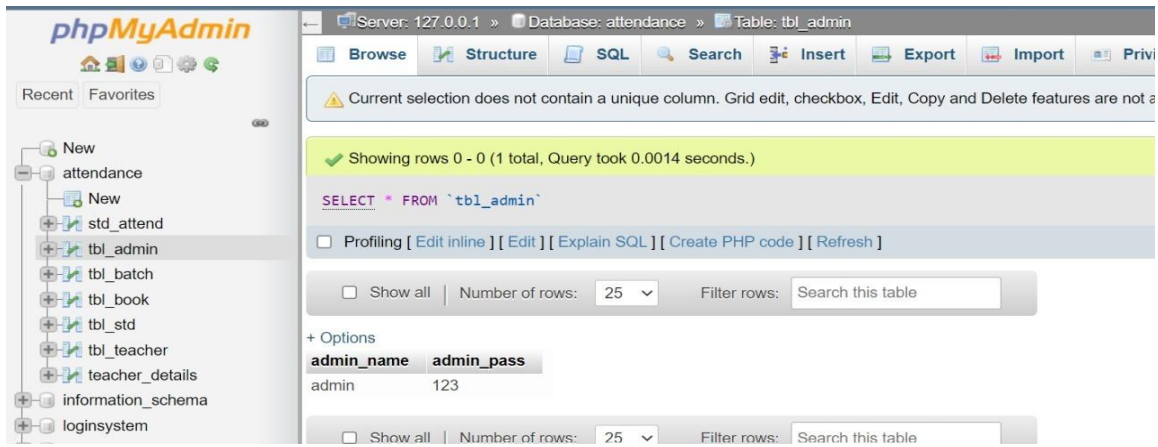 phpMyAdmin
Recent Favorites
New
attendance
New
std_attend
tbl_admin
tbl_batch
tbl_book
tbl_std
tbl_teacher
teacher_details
information_schema
loginsystem
Server: 127.0.0.1 » Database: attendance » Table: tbl_admin
Browse Structure SQL Search Insert Export Import Privi
Current selection does not contain a unique column. Grid edit, checkbox, Edit, Copy and Delete features are not a
Showing rows 0 - 0 (1 total, Query took 0.0014 seconds.)
SELECT * FROM `tbl_admin`
Profiling [ Edit inline ] [ Edit ] [ Explain SQL ] [ Create PHP code ] [ Refresh ]
Show all | Number of rows: 25 Filter rows: Search this table
+ Options
admin_name admin_pass
admin 123
Show all | Number of rows: 25 Filter rows: Search this table